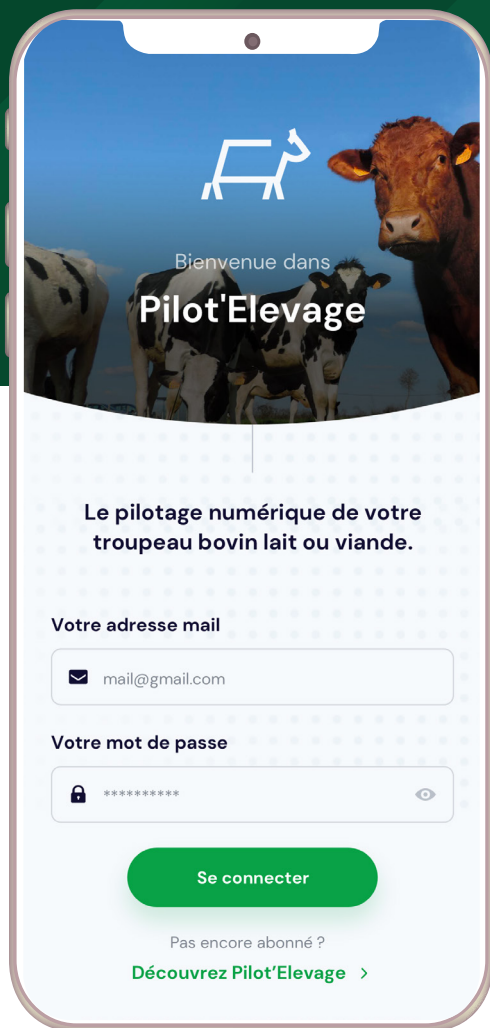 Bienvenue dans
Pilot'Elevage
Le pilotage numérique de votre
troupeau bovin lait ou viande.
Votre adresse mail
mail@gmail.com
Votre mot de passe
**********
Se connecter
Pas encore abonné ?
Découvrez Pilot’Elevage >